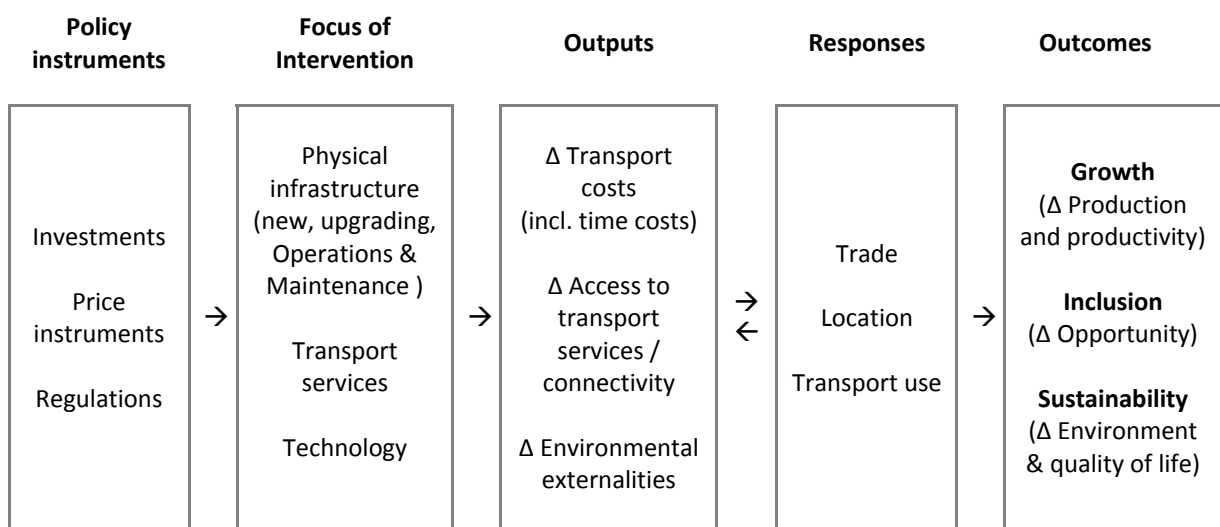 Policy
instruments
Focus of
Intervention
Outputs
Responses
Outcomes
Investments
Price
instruments
Regulations
→
Physical
infrastructure
(new, upgrading,
Operations &
Maintenance )
Transport
services
Technology
→
Δ Transport
costs
(incl. time costs)
Δ Access to
transport
services /
connectivity
Δ Environmental
externalities
→
←
Trade
Location
Transport use
→
Growth
(Δ Production
and productivity)
Inclusion
(Δ Opportunity)
Sustainability
(Δ Environment
& quality of life)